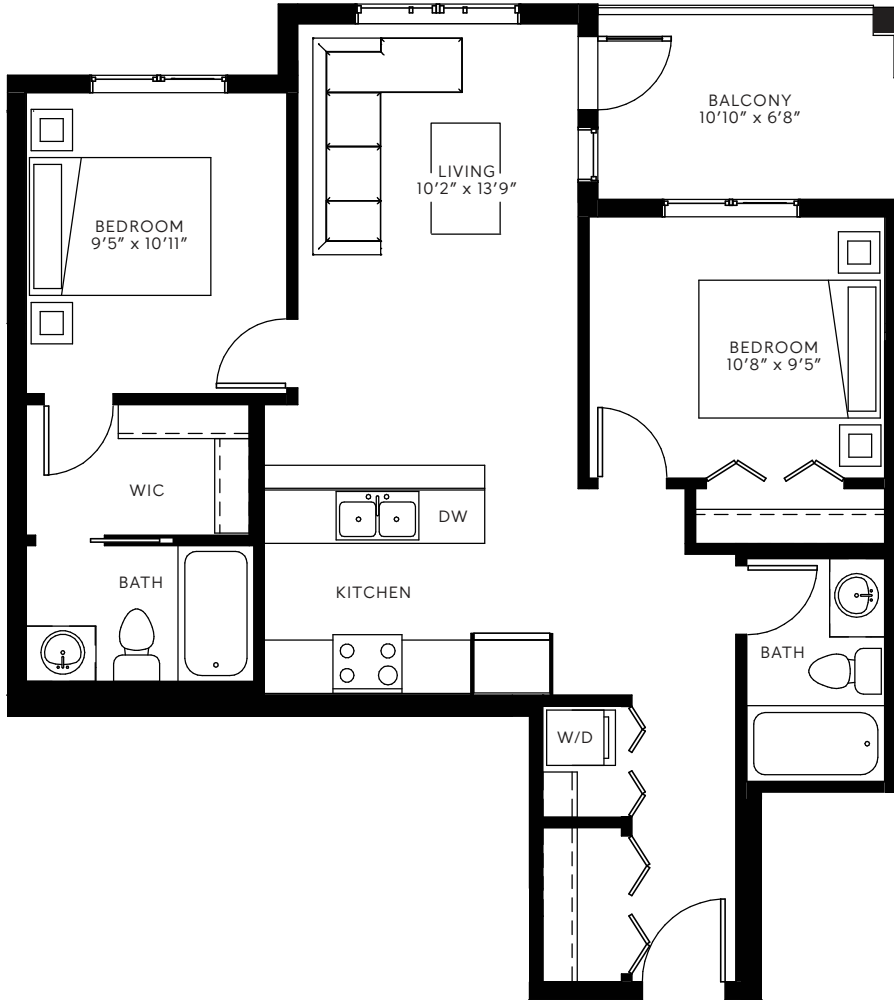 BALCONY
10’10” x 6’8”
LIVING
10’2” x 13’9”
BEDROOM
9’5” x 10’11”
BEDROOM
10’8” x 9’5”
WIC
DW
BATH
KITCHEN
BATH
W/D